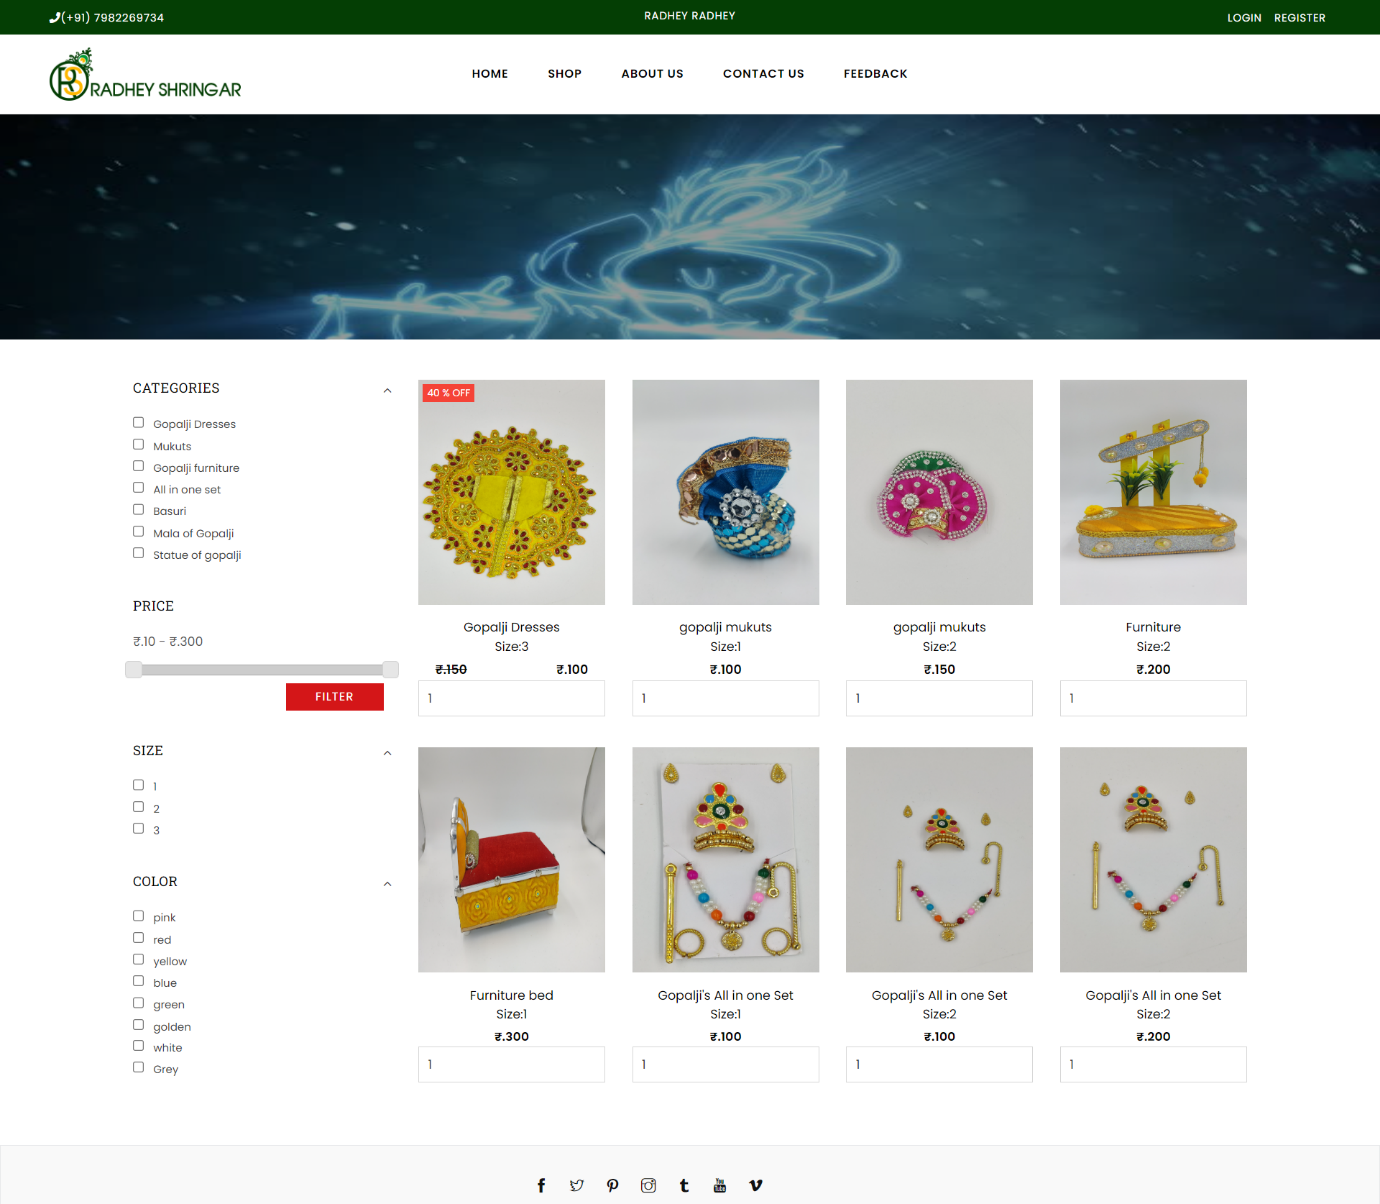 (+91) 7982269734
RADHEY RADHEY
LOGIN REGISTER
RS RADHEY SHRINGAR
HOME SHOP ABOUT US CONTACT US FEEDBACK
CATEGORIES
Gopalji Dresses
Mukuts
Gopalji furniture
All in one set
Basuri
Mala of Gopalji
Statue of gopalji
PRICE
₹.10 - ₹.300
FILTER
SIZE
1
2
3
COLOR
pink
red
yellow
blue
green
golden
white
Grey
40 % OFF
Gopalji Dresses
Size:3
₹.150 ₹.100
1
gopalji mukuts
Size:1
₹.100
1
gopalji mukuts
Size:2
₹.150
1
Furniture
Size:2
₹.200
1
Furniture bed
Size:1
₹.300
1
Gopalji's All in one Set
Size:1
₹.100
1
Gopalji's All in one Set
Size:2
₹.100
1
Gopalji's All in one Set
Size:2
₹.200
1